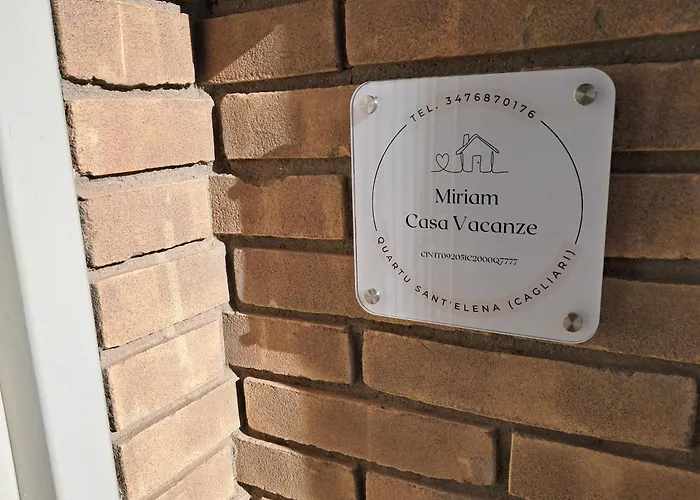 TEL. 3476870176
Miriam
Casa Vacanze
CIN IT092051C2000Q7777
QUARTU SANT'ELENA (CAGLIARI)